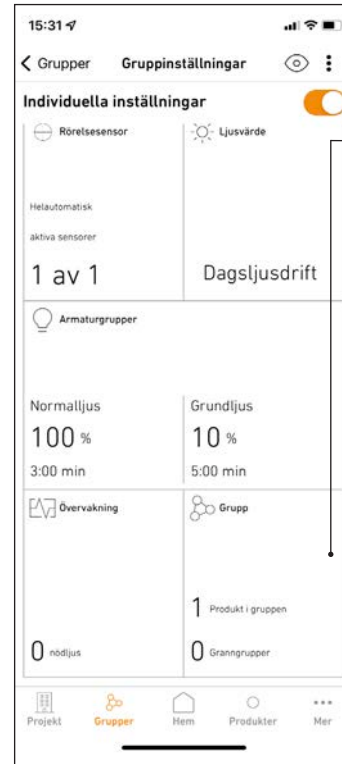 15:31
Grupper Gruppinställningar
Individuella inställningar
Rörelsesensor
Helautomatisk
aktiva sensorer
1 av 1
Ljusvärde
Dagsljusdrift
Armaturgrupper
Normalljus
100 %
3:00 min
Grundljus
10 %
5:00 min
Övervakning
0 nödljus
Grupp
1 Produkt i gruppen
0 Granngrupper
Projekt Grupper Hem Produkter Mer